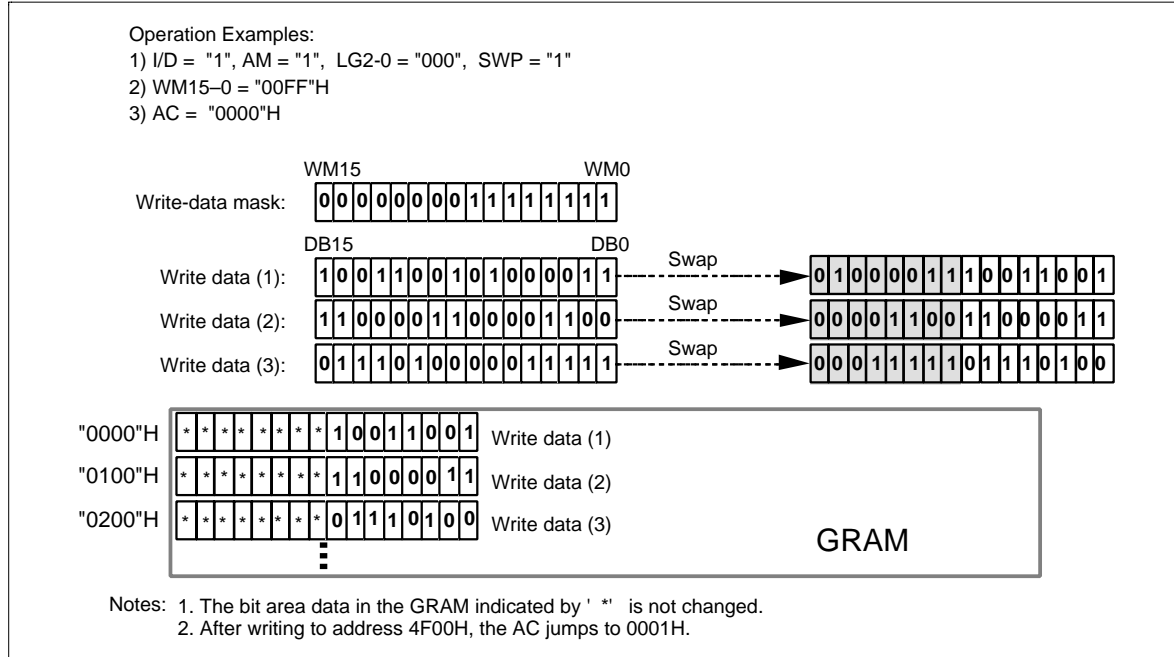 Operation Examples:
1) I/D = "1", AM = "1", LG2-0 = "000", SWP = "1"
2) WM15–0 = "00FF"H
3) AC = "0000"H
WM15 WM0
Write-data mask: 0 0 0 0 0 0 0 0 1 1 1 1 1 1 1 1
DB15 DB0
Write data (1): 1 0 0 1 1 0 0 1 0 1 0 0 0 0 1 1 Swap 0 1 0 0 0 0 1 1 1 0 0 1 1 0 0 1
Write data (2): 1 1 0 0 0 0 1 1 0 0 0 0 1 1 0 0 Swap 0 0 0 0 1 1 0 0 1 1 0 0 0 0 1 1
Write data (3): 0 1 1 1 0 1 0 0 0 0 0 1 1 1 1 1 Swap 0 0 0 1 1 1 1 1 0 1 1 1 0 1 0 0
"0000"H * * * * * * * * 1 0 0 1 1 0 0 1 Write data (1)
"0100"H * * * * * * * * 1 1 0 0 0 0 1 1 Write data (2)
"0200"H * * * * * * * * 0 1 1 1 0 1 0 0 Write data (3)
GRAM
Notes: 1. The bit area data in the GRAM indicated by ' *' is not changed.
2. After writing to address 4F00H, the AC jumps to 0001H.